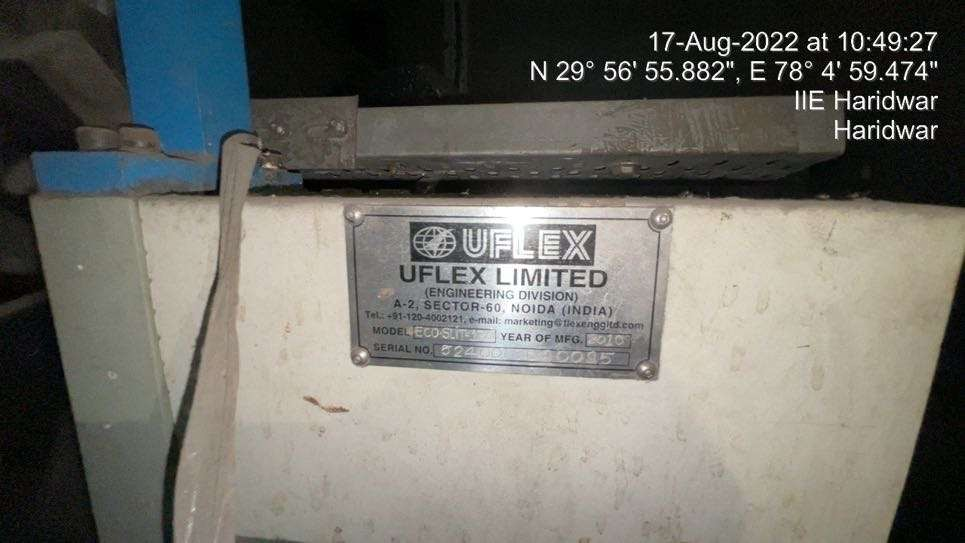 17-Aug-2022 at 10:49:27
N 29° 56' 55.882", E 78° 4' 59.474"
IIE Haridwar
Haridwar
UFLEX
UFLEX LIMITED
(ENGINEERING DIVISION)
A-2, SECTOR-60, NOIDA (INDIA)
Tel.: +91-120-4002121, e-mail: marketing@flexenggltd.com
MODEL YEAR OF MFG. 2010
SERIAL NO.